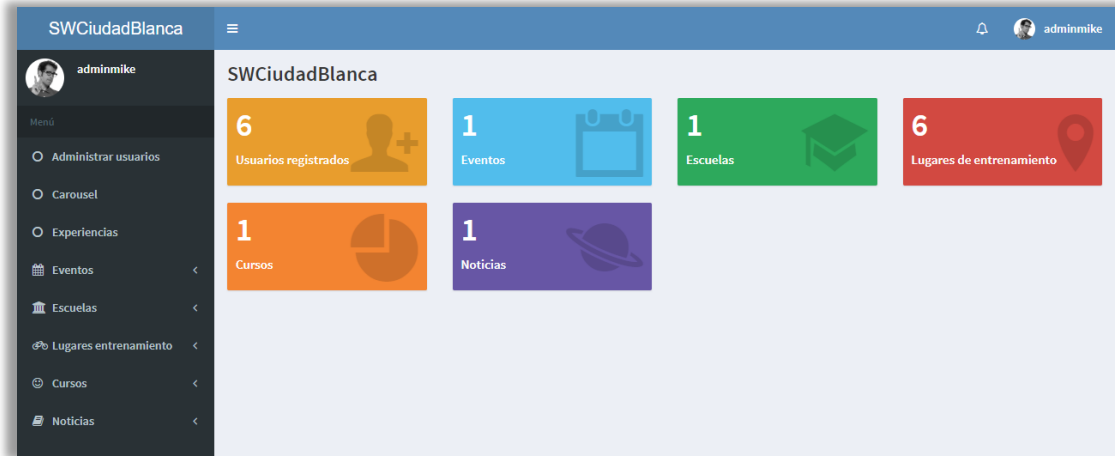 SWCiudadBlanca
adminmike
adminmike
Menú
Administrar usuarios
Carousel
Experiencias
Eventos
Escuelas
Lugares entrenamiento
Cursos
Noticias
SWCiudadBlanca
6
Usuarios registrados
1
Eventos
1
Escuelas
6
Lugares de entrenamiento
1
Cursos
1
Noticias